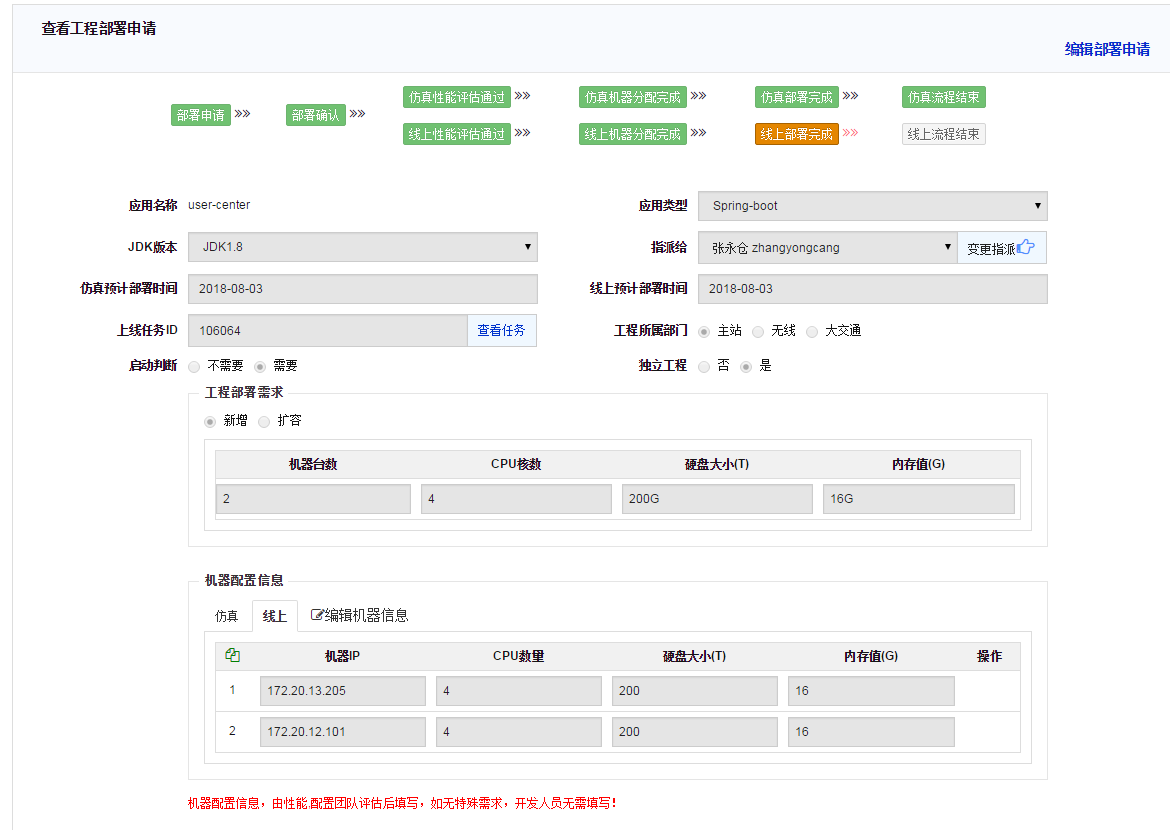 查看工程部署申请
编辑部署申请
部署申请 »» 部署确认 »» 仿真性能评估通过 »» 仿真机器分配完成 »» 仿真部署完成 »» 仿真流程结束
线上性能评估通过 »» 线上机器分配完成 »» 线上部署完成 »» 线上流程结束
应用名称 user-center 应用类型 Spring-boot
JDK版本 JDK1.8 指派给 张永仓 zhangyongcang 变更指派
仿真预计部署时间 2018-08-03 线上预计部署时间 2018-08-03
上线任务ID 106064 查看任务 工程所属部门 主站 无线 大交通
启动判断 不需要 需要 独立工程 否 是
工程部署需求
新增 扩容
机器台数 CPU核数 硬盘大小(T) 内存值(G)
2 4 200G 16G
机器配置信息
仿真 线上 编辑机器信息
机器IP CPU数量 硬盘大小(T) 内存值(G) 操作
1 172.20.13.205 4 200 16
2 172.20.12.101 4 200 16
机器配置信息，由性能,配置团队评估后填写，如无特殊需求，开发人员无需填写！